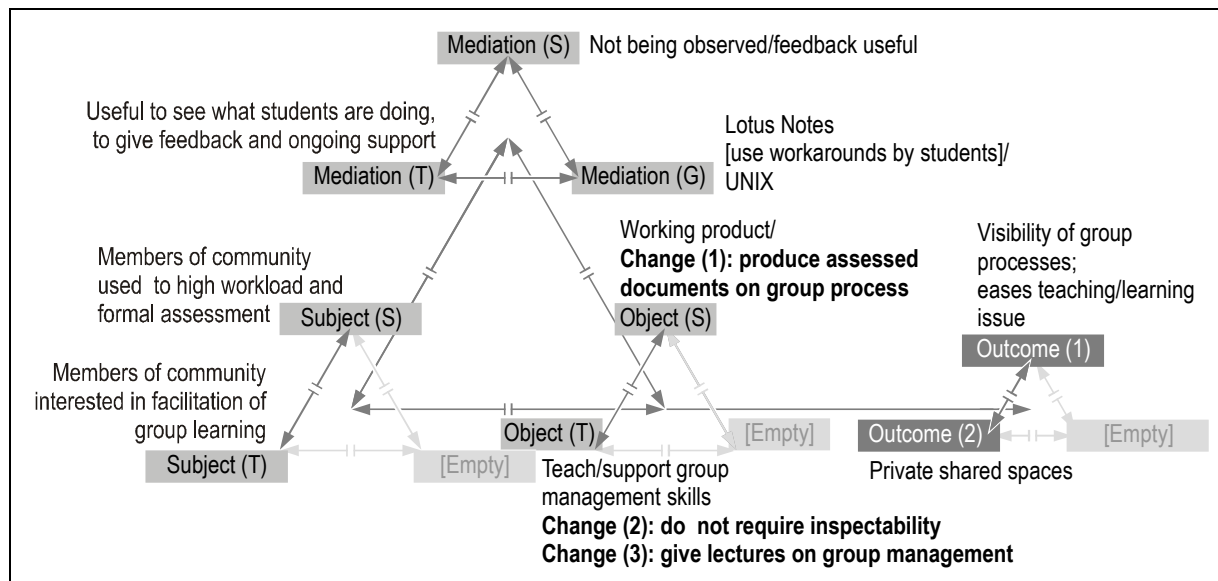 Mediation (S)
Not being observed/feedback useful
Useful to see what students are doing,
to give feedback and ongoing support
Lotus Notes
[use workarounds by students]/
UNIX
Mediation (T)
Mediation (G)
Working product/
Change (1): produce assessed
documents on group process
Visibility of group
processes;
eases teaching/learning
issue
Members of community
used to high workload and
formal assessment
Subject (S)
Object (S)
Outcome (1)
Members of community
interested in facilitation of
group learning
Subject (T)
[Empty]
Object (T)
[Empty]
Outcome (2)
[Empty]
Teach/support group
management skills
Change (2): do not require inspectability
Change (3): give lectures on group management
Private shared spaces